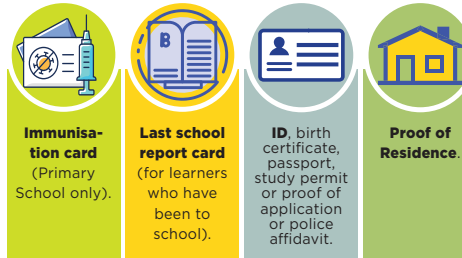 B
Immunisa-
tion card
(Primary
School only).
Last school
report card
(for learners
who have
been to
school).
ID, birth
certificate,
passport,
study permit
or proof of
application
or police
affidavit.
Proof of
Residence.